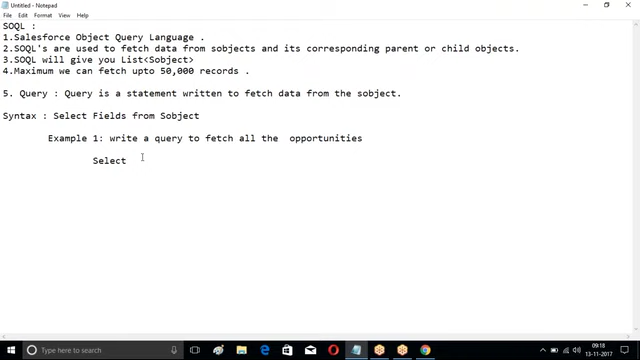 Untitled - Notepad
File Edit Format View Help
SOQL :
1.Salesforce Object Query Language .
2.SOQL's are used to fetch data from sobjects and its corresponding parent or child objects.
3.SOQL will give you List<Sobject>
4.Maximum we can fetch upto 50,000 records .
5. Query : Query is a statement written to fetch data from the sobject.
Syntax : Select Fields from Sobject
Example 1: write a query to fetch all the  opportunities
Select
Type here to search
09:18
13-11-2017